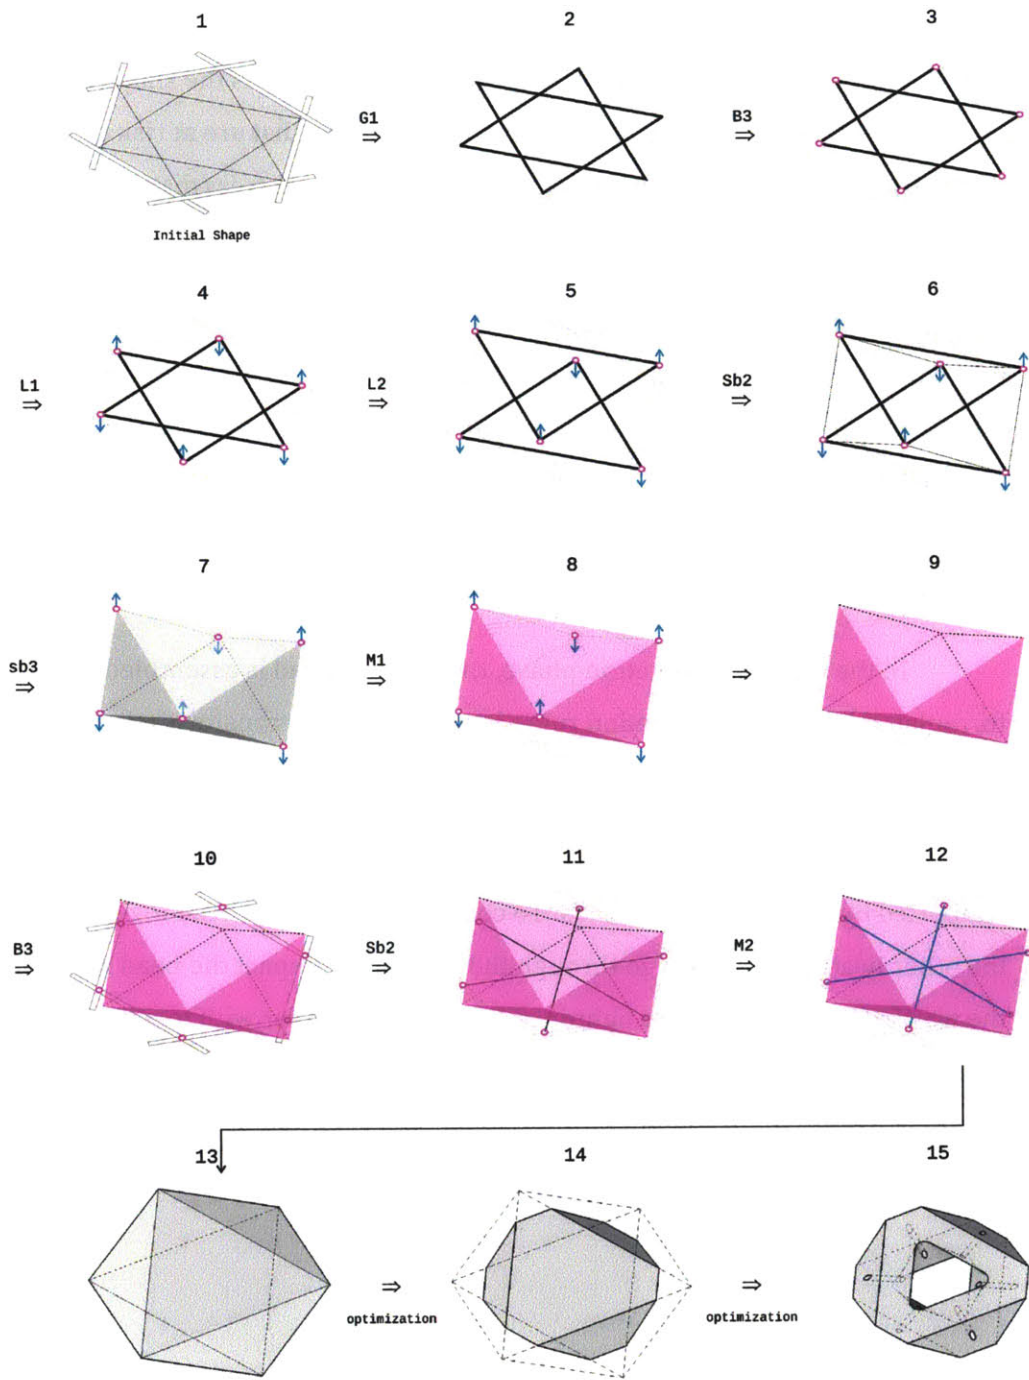 1
2
3
G1
⇒
B3
⇒
Initial Shape
4
5
6
L1
⇒
L2
⇒
Sb2
⇒
7
8
9
sb3
⇒
M1
⇒
⇒
10
11
12
B3
⇒
Sb2
⇒
M2
⇒
13
14
15
⇒
optimization
⇒
optimization